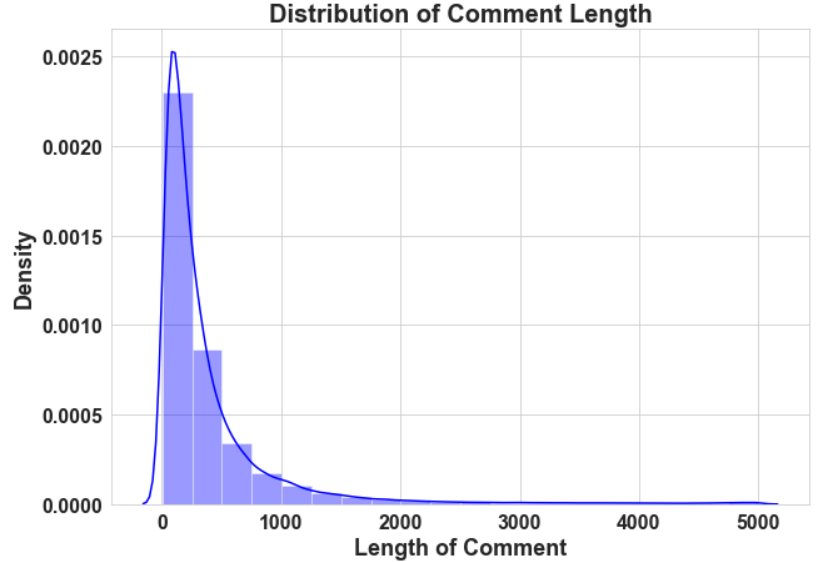 Distribution of Comment Length
0.0025
0.0020
0.0015
0.0010
0.0005
0.0000
Density
0 1000 2000 3000 4000 5000
Length of Comment